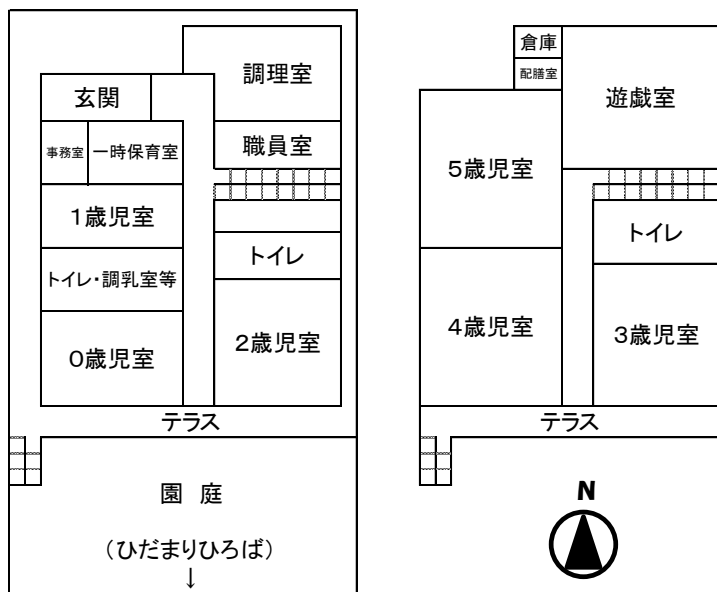 調理室
玄関
職員室
事務室
一時保育室
1歳児室
トイレ
トイレ・調乳室等
2歳児室
0歳児室
テラス
園 庭
(ひだまりひろば)
↓
倉庫
配膳室
遊戯室
5歳児室
トイレ
4歳児室
3歳児室
テラス
N